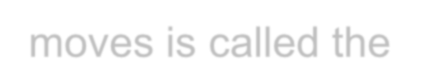 moves is called the